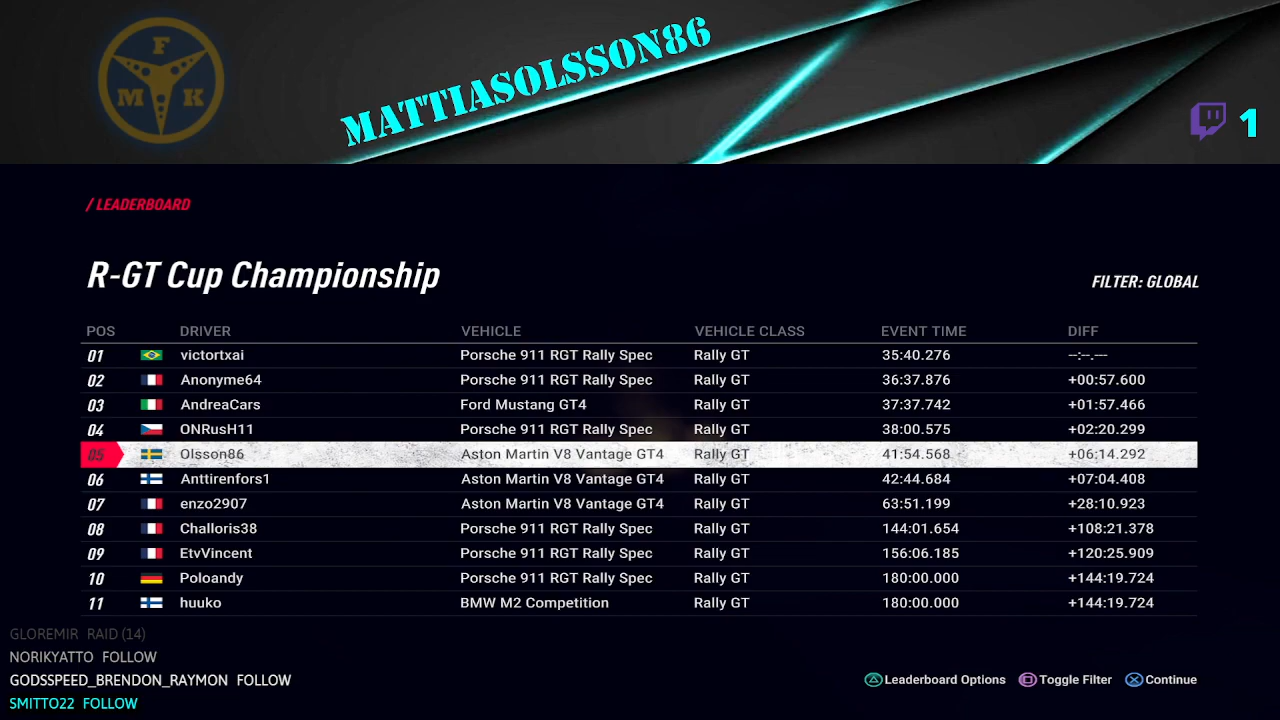 F
M K
MATTIASOLSSON86
1
/ LEADERBOARD
R-GT Cup Championship
FILTER: GLOBAL
POS DRIVER VEHICLE VEHICLE CLASS EVENT TIME DIFF
01 victortxai Porsche 911 RGT Rally Spec Rally GT 35:40.276 --:--.---
02 Anonyme64 Porsche 911 RGT Rally Spec Rally GT 36:37.876 +00:57.600
03 AndreaCars Ford Mustang GT4 Rally GT 37:37.742 +01:57.466
04 ONRusH11 Porsche 911 RGT Rally Spec Rally GT 38:00.575 +02:20.299
05 Olsson86 Aston Martin V8 Vantage GT4 Rally GT 41:54.568 +06:14.292
06 Anttirenfors1 Aston Martin V8 Vantage GT4 Rally GT 42:44.684 +07:04.408
07 enzo2907 Aston Martin V8 Vantage GT4 Rally GT 63:51.199 +28:10.923
08 Challoris38 Porsche 911 RGT Rally Spec Rally GT 144:01.654 +108:21.378
09 EtvVincent Porsche 911 RGT Rally Spec Rally GT 156:06.185 +120:25.909
10 Poloandy Porsche 911 RGT Rally Spec Rally GT 180:00.000 +144:19.724
11 huuko BMW M2 Competition Rally GT 180:00.000 +144:19.724
GLOREMIR RAID (14)
NORIKYATTO FOLLOW
GODSSPEED_BRENDON_RAYMON FOLLOW
SMITTO22 FOLLOW
Leaderboard Options Toggle Filter Continue